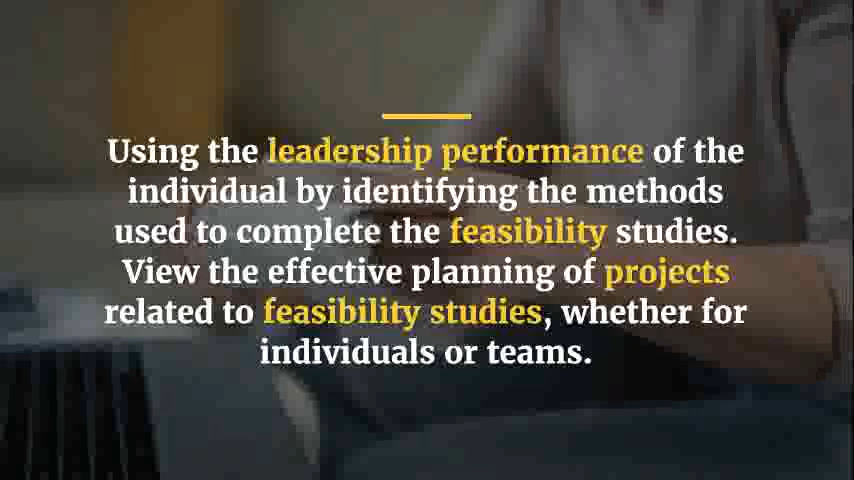 Using the leadership performance of the
individual by identifying the methods
used to complete the feasibility studies.
View the effective planning of projects
related to feasibility studies, whether for
individuals or teams.